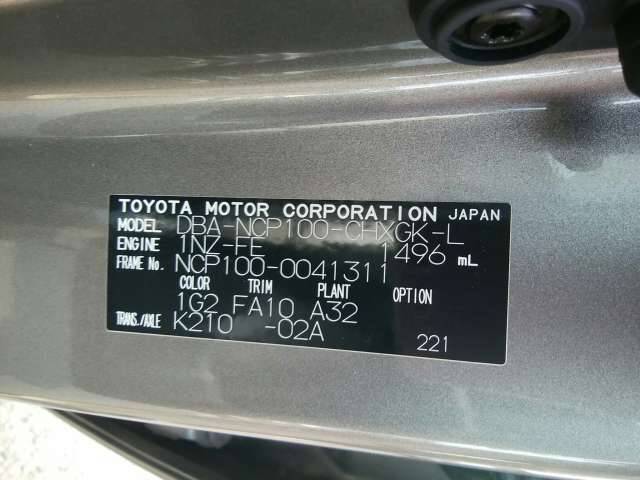 TOYOTA MOTOR CORPORATION JAPAN
MODEL DBA-NCP100-CHXGK-L
ENGINE 1NZ-FE 1496 mL
FRAME No. NCP100-0041311
COLOR TRIM PLANT OPTION
1G2 FA10 A32
TRANS./AXLE K210 -02A
221